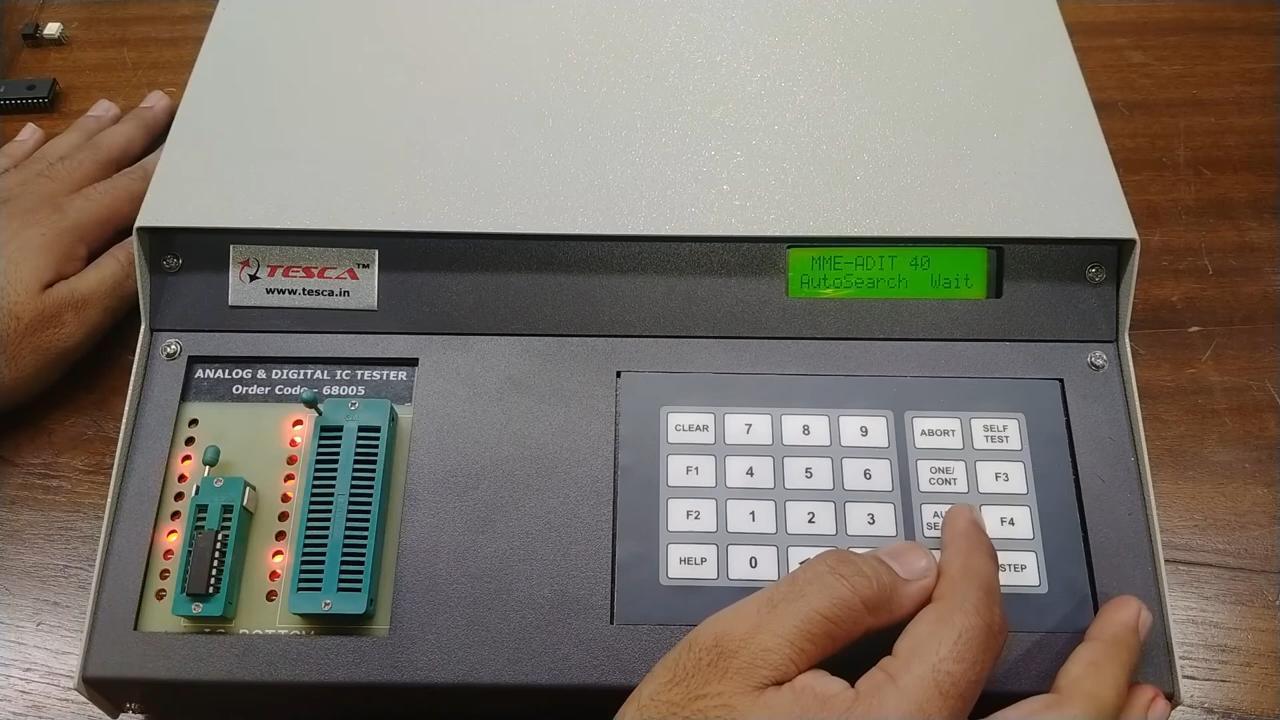 TESCA™
www.tesca.in
MME-ADIT 40
AutoSearch Wait
ANALOG & DIGITAL IC TESTER
Order Code - 68005
CLEAR 7 8 9 ABORT SELF TEST
F1 4 5 6 ONE/ CONT F3
F2 1 2 3 F4
HELP 0 STEP